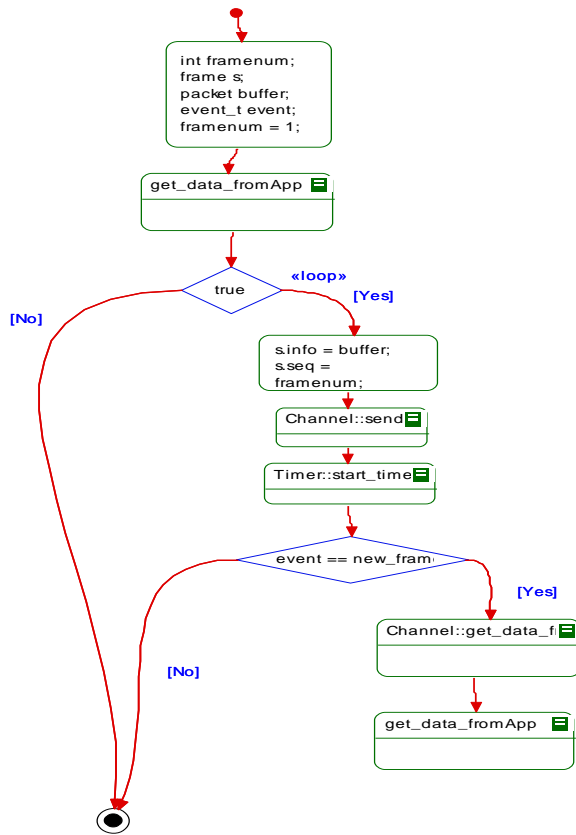 int framenum;
frame s;
packet buffer;
event_t event;
framenum = 1;
get_data_fromApp
«loop»
true
[Yes]
[No]
s.info = buffer;
s.seq =
framenum;
Channel::send
Timer::start_time
event == new_fram
[Yes]
Channel::get_data_f
[No]
get_data_fromApp